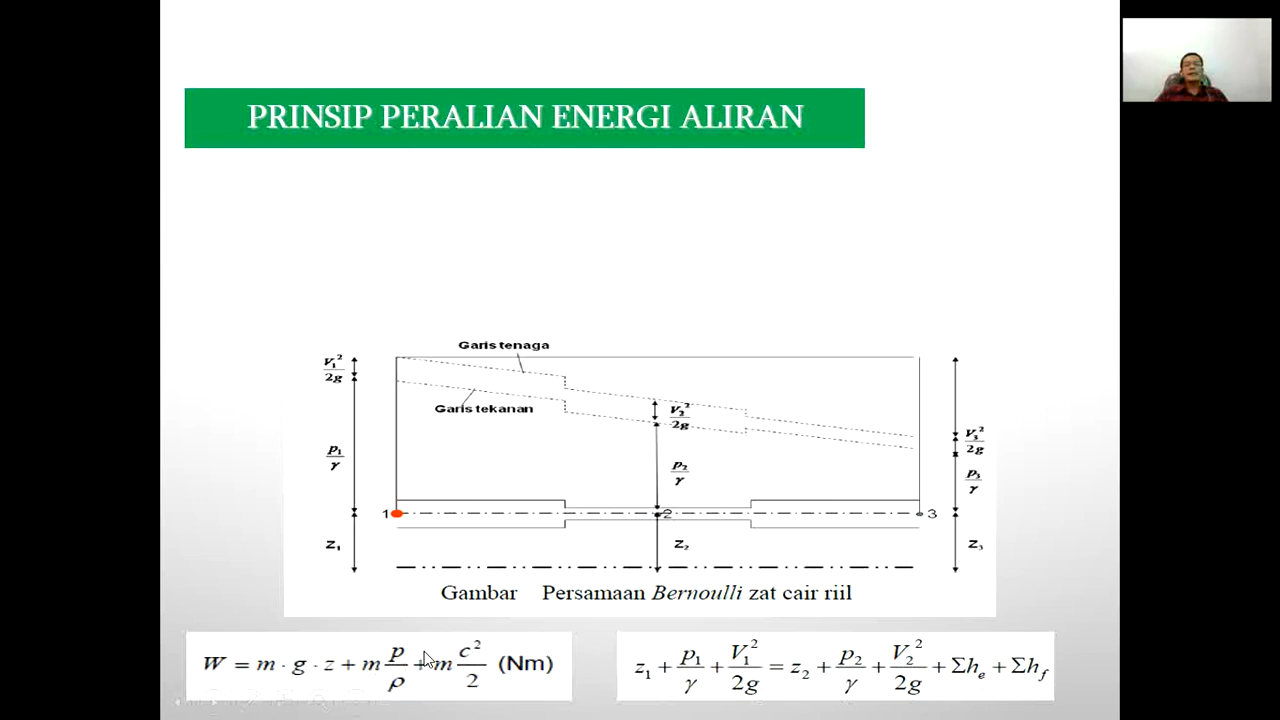 PRINSIP PERALIAN ENERGI ALIRAN
Garis tenaga
V₁²/2g
Garis tekanan
V₂²/2g
V₃²/2g
p₁/γ
p₂/γ
p₃/γ
1
2
3
Z₁
Z₂
Z₃
Gambar Persamaan Bernoulli zat cair riil
W = m · g · z + m p/ρ + m c²/2 (Nm)
z₁ + p₁/γ + V₁²/2g = z₂ + p₂/γ + V₂²/2g + Σhₑ + Σh_f